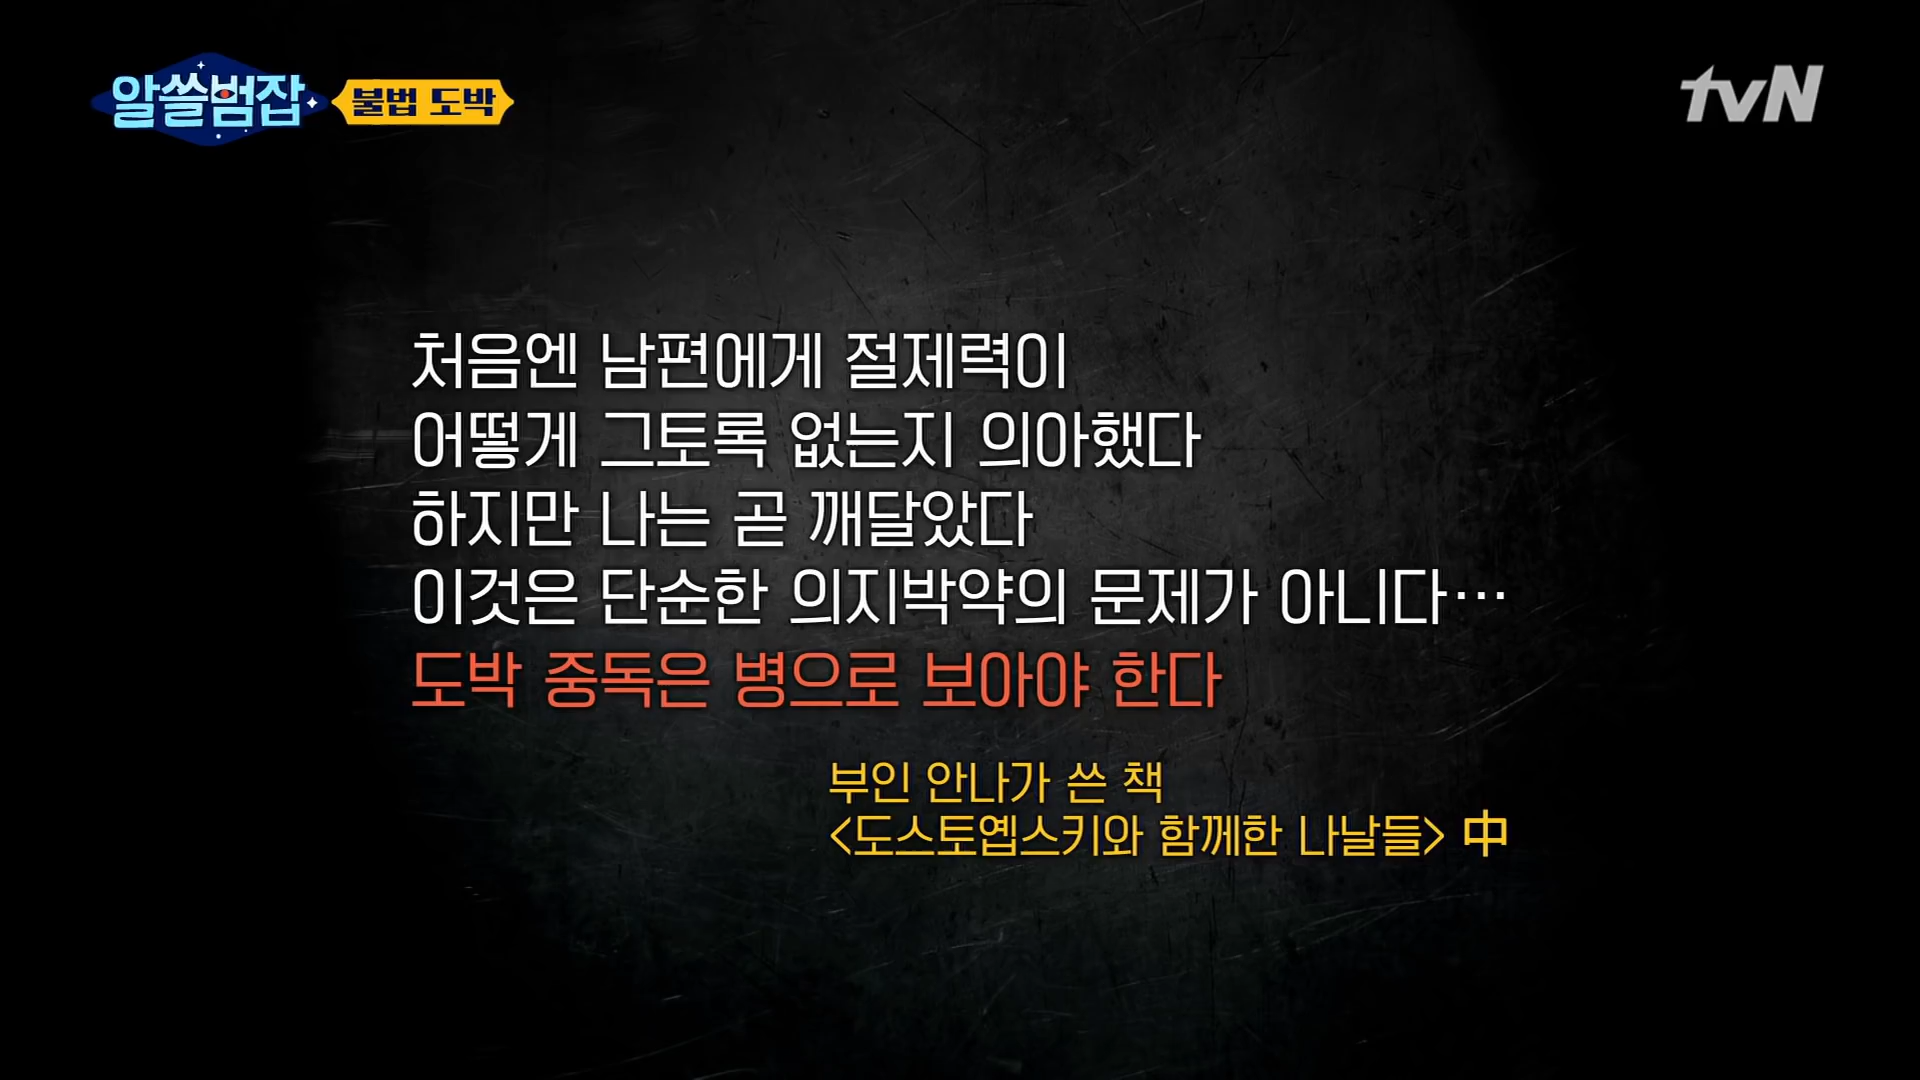 알쓸범잡 불법 도박
tvN
처음엔 남편에게 절제력이
어떻게 그토록 없는지 의아했다
하지만 나는 곧 깨달았다
이것은 단순한 의지박약의 문제가 아니다…
도박 중독은 병으로 보아야 한다
부인 안나가 쓴 책
<도스토옙스키와 함께한 나날들> 中